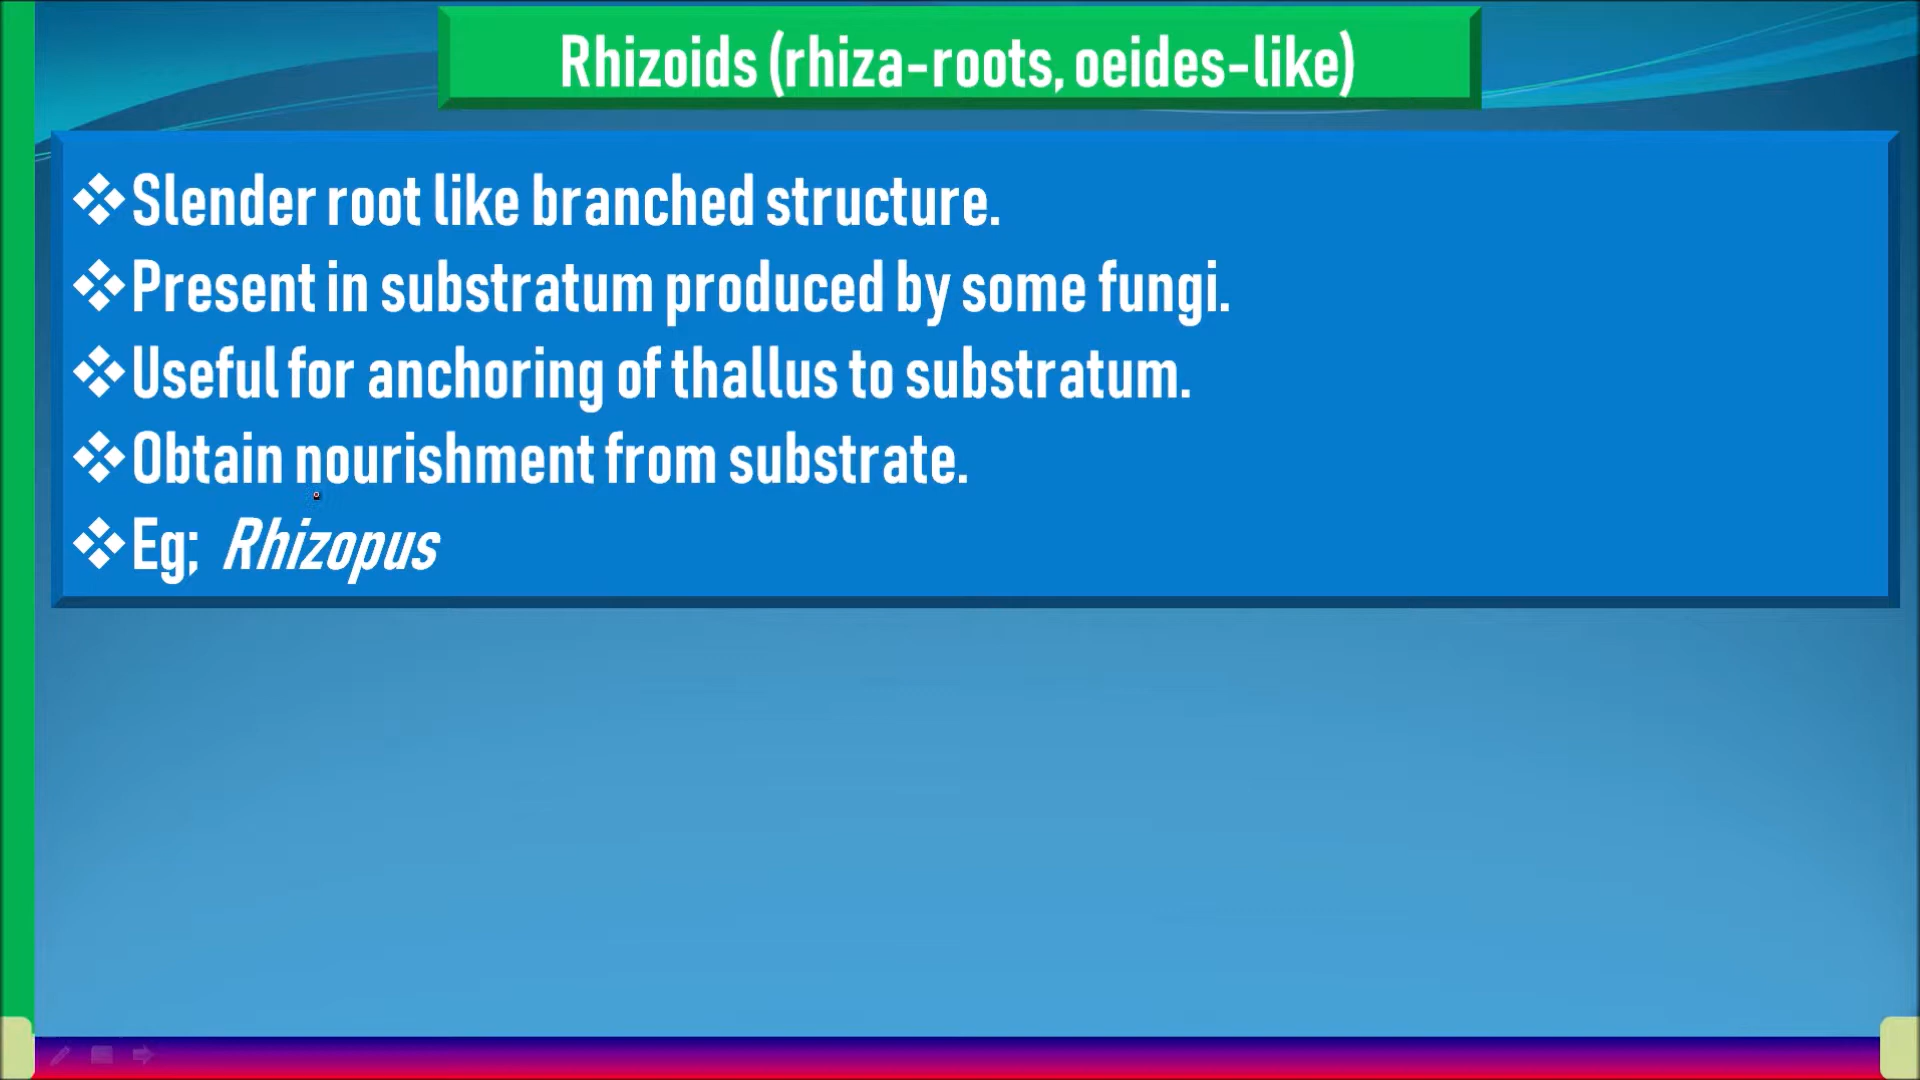 Rhizoids (rhiza-roots, oeides-like)
❖Slender root like branched structure.
❖Present in substratum produced by some fungi.
❖Useful for anchoring of thallus to substratum.
❖Obtain nourishment from substrate.
❖Eg; Rhizopus